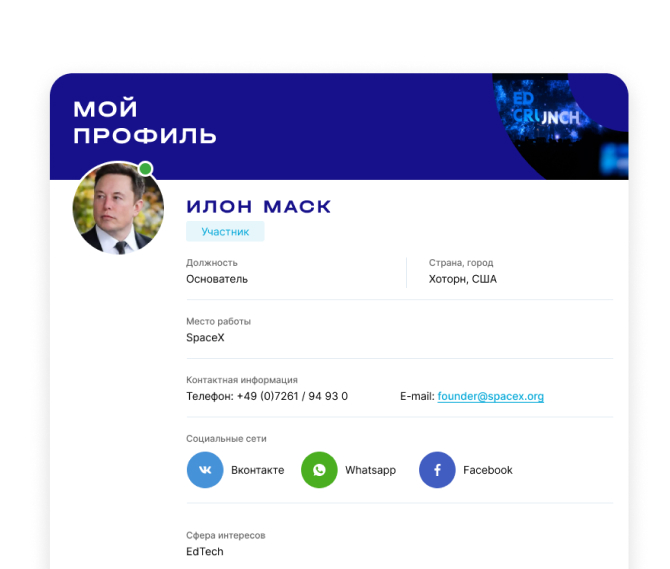 МОЙ
ПРОФИЛЬ
ED
CRUNCH
ИЛОН МАСК
Участник
Должность
Основатель
Страна, город
Хоторн, США
Место работы
SpaceX
Контактная информация
Телефон: +49 (0)7261 / 94 93 0
E-mail: founder@spacex.org
Социальные сети
Вконтакте
Whatsapp
Facebook
Сфера интересов
EdTech